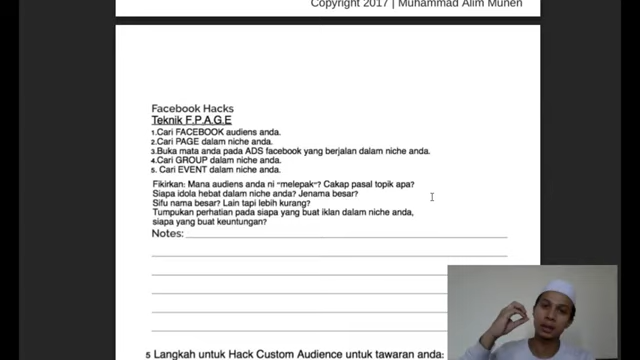 Copyright 2017 | Muhammad Alim Munen
Facebook Hacks
Teknik F.P.A.G.E
1.Cari FACEBOOK audiens anda.
2.Cari PAGE dalam niche anda.
3.Buka mata anda pada ADS facebook yang berjalan dalam niche anda.
4.Cari GROUP dalam niche anda.
5. Cari EVENT dalam niche anda.
Fikirkan: Mana audiens anda ni "melepak"? Cakap pasal topik apa?
Siapa idola hebat dalam niche anda? Jenama besar?
Sifu nama besar? Lain tapi lebih kurang?
Tumpukan perhatian pada siapa yang buat iklan dalam niche anda,
siapa yang buat keuntungan?
Notes:
5 Langkah untuk Hack Custom Audience untuk tawaran anda: